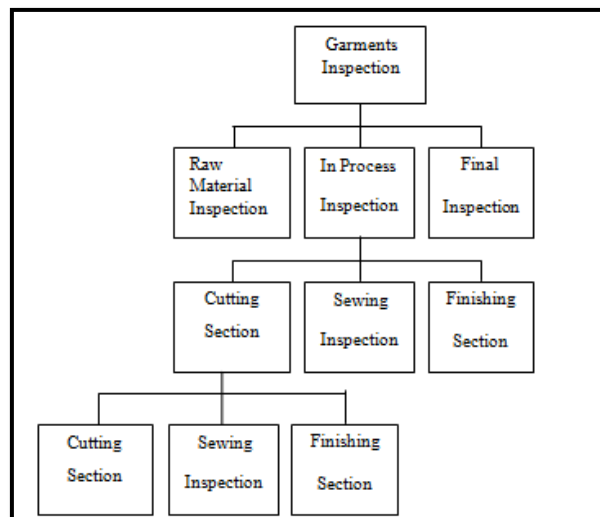 Garments
Inspection
Raw
Material
Inspection
In Process
Inspection
Final
Inspection
Cutting
Section
Sewing
Inspection
Finishing
Section
Cutting
Section
Sewing
Inspection
Finishing
Section